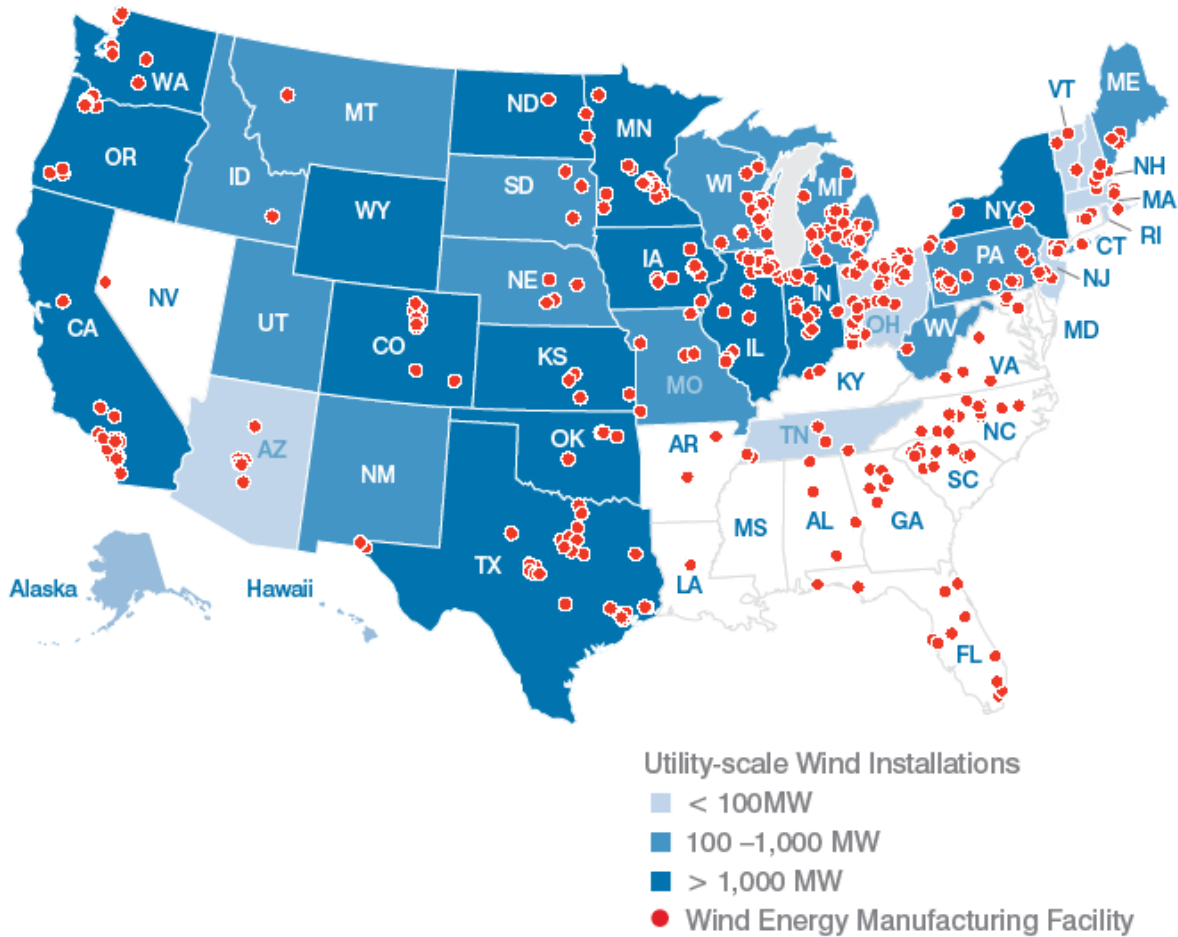 WA
MT
ND
MN
VT
ME
OR
ID
SD
WI
MI
NH
WY
NY
MA
RI
CT
IA
PA
NE
NJ
NV
IN
CA
UT
CO
OH
WV
MD
KS
IL
VA
MO
KY
AZ
OK
AR
TN
NC
NM
SC
MS
AL
GA
TX
LA
Alaska
Hawaii
FL
Utility-scale Wind Installations
< 100MW
100 –1,000 MW
> 1,000 MW
Wind Energy Manufacturing Facility